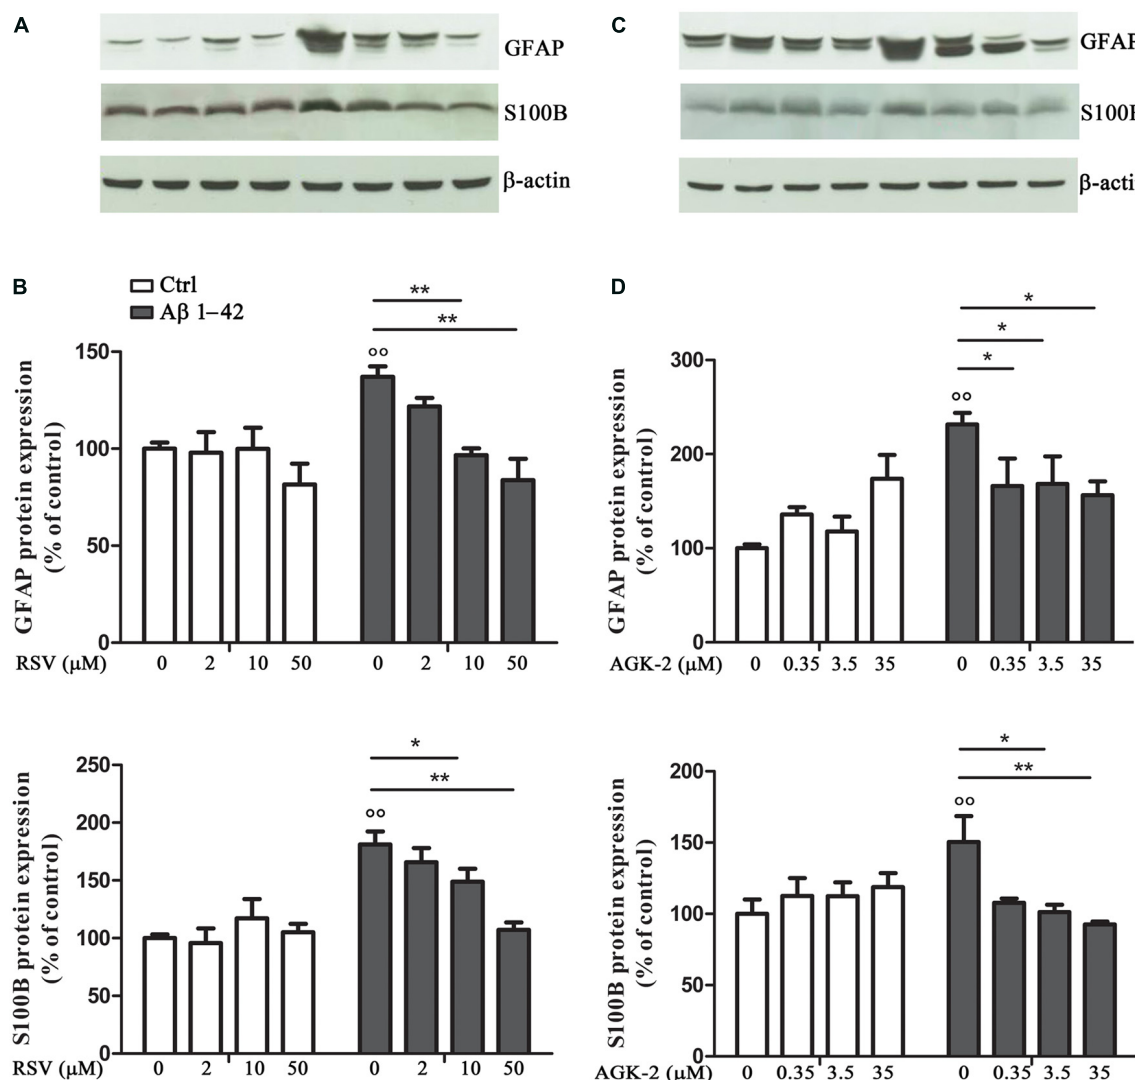 A
GFAP
S100B
β-actin
C
GFAP
S100B
β-acti
B
Ctrl
Aβ 1–42
**
**
°°
GFAP protein expression
(% of control)
150
100
50
0
RSV (μM) 0 2 10 50 0 2 10 50
D
*
*
*
°°
GFAP protein expression
(% of control)
300
200
100
0
AGK-2 (μM) 0 0.35 3.5 35 0 0.35 3.5 35
*
**
°°
S100B protein expression
(% of control)
250
200
150
100
50
0
RSV (μM) 0 2 10 50 0 2 10 50
*
**
°°
S100B protein expression
(% of control)
200
150
100
50
0
AGK-2 (μM) 0 0.35 3.5 35 0 0.35 3.5 35